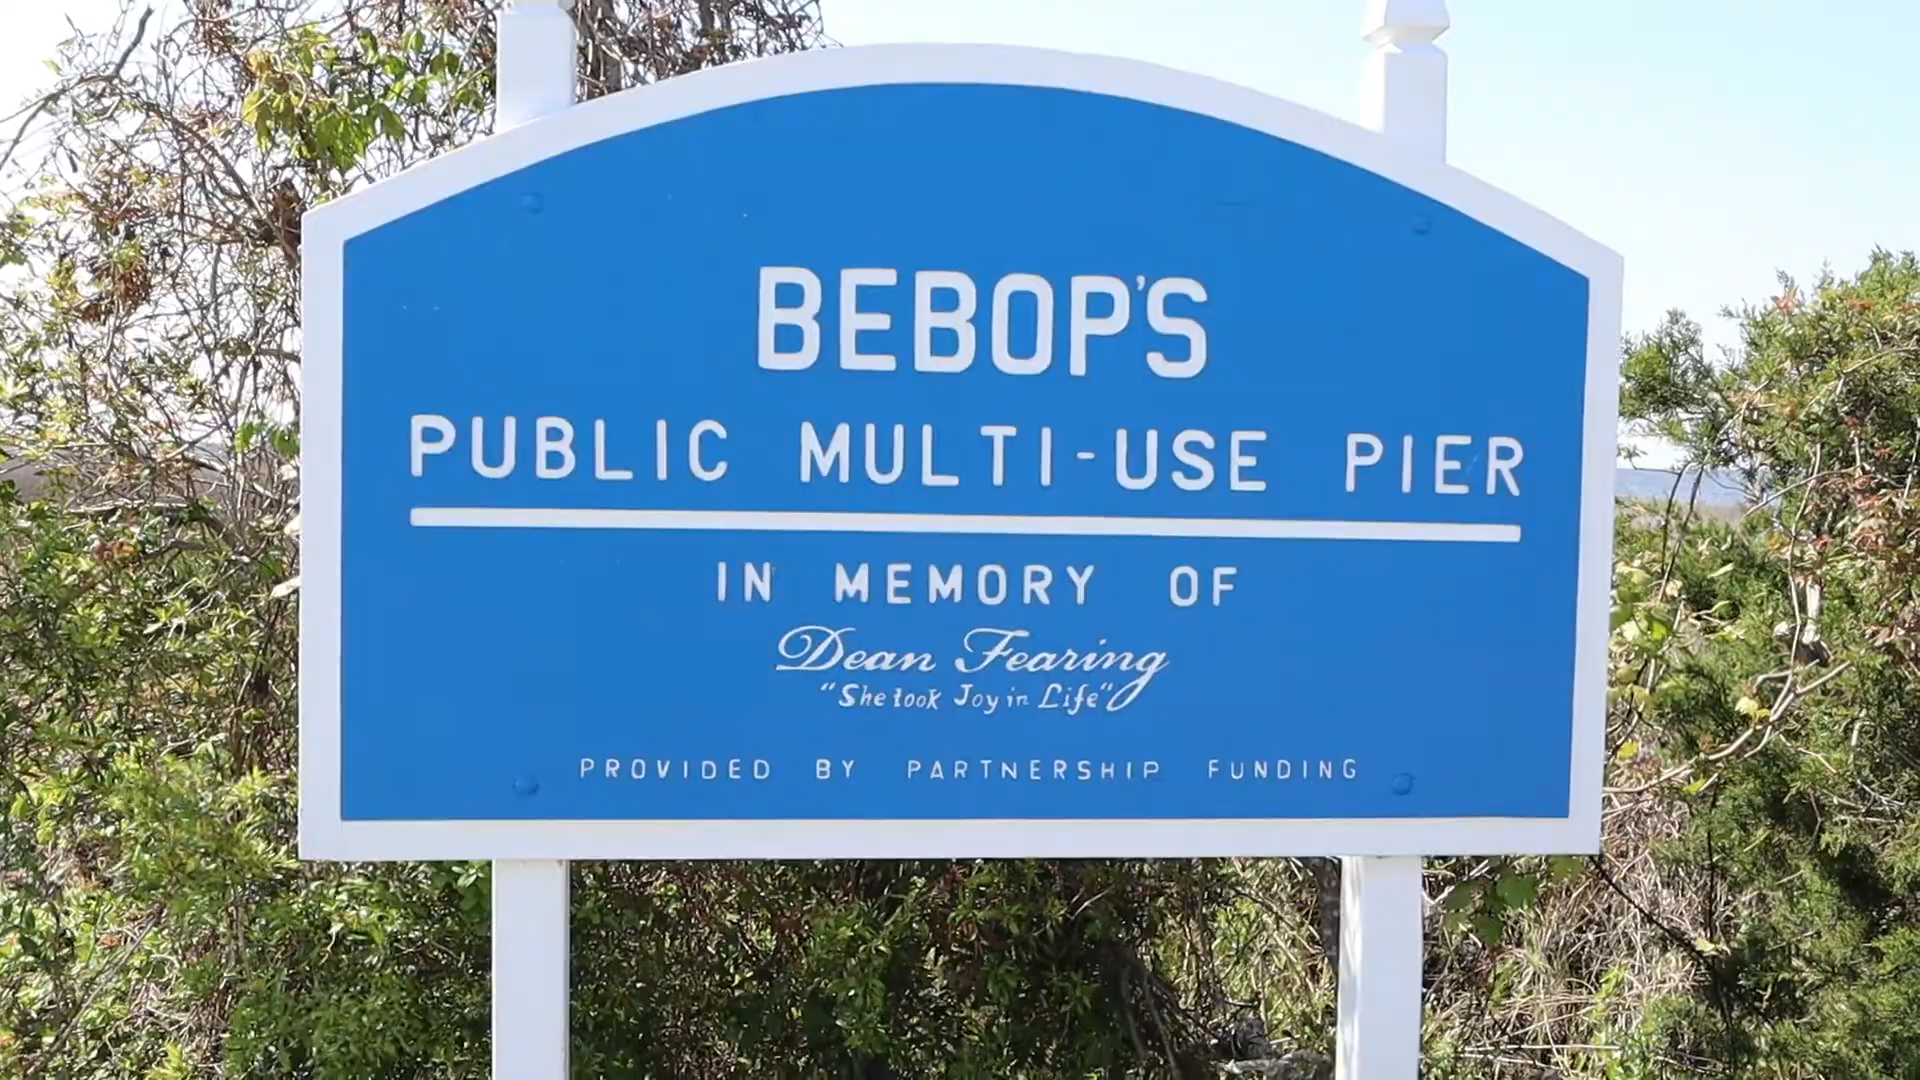 BEBOP'S
PUBLIC MULTI-USE PIER
IN MEMORY OF
Dean Fearing
"She took Joy in Life"
PROVIDED BY PARTNERSHIP FUNDING